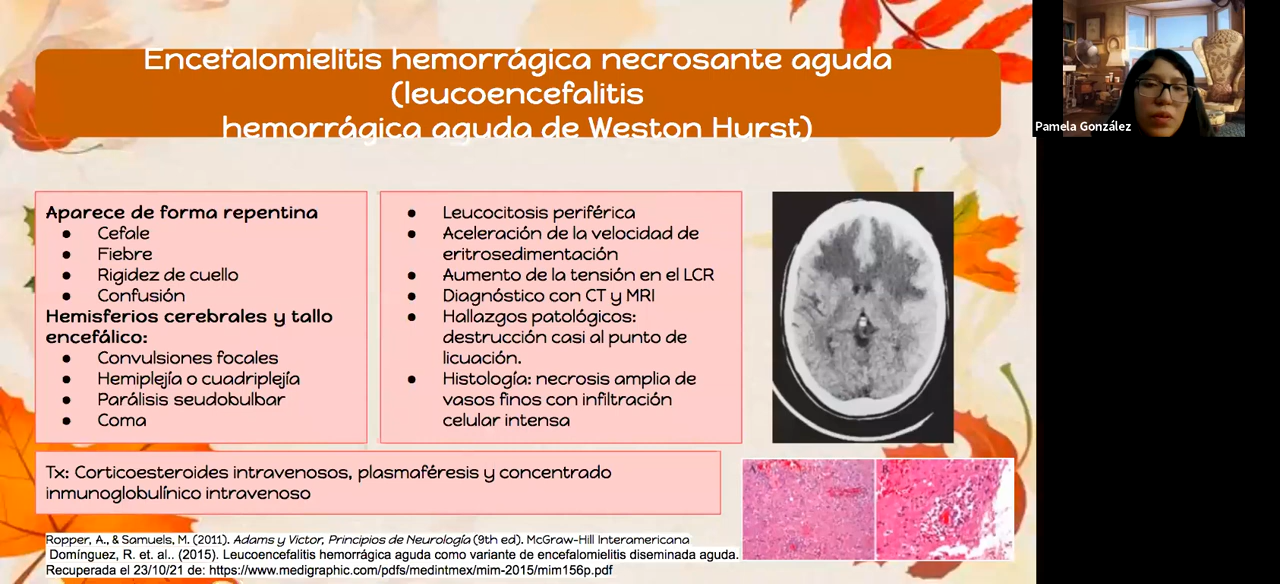 Encefalomielitis hemorrágica necrosante aguda
(leucoencefalitis
hemorrágica aguda de Weston Hurst)
Pamela González
Aparece de forma repentina
● Cefale
● Fiebre
● Rigidez de cuello
● Confusión
Hemisferios cerebrales y tallo
encefálico:
● Convulsiones focales
● Hemiplejía o cuadriplejía
● Parálisis seudobulbar
● Coma
● Leucocitosis periférica
● Aceleración de la velocidad de
eritrosedimentación
● Aumento de la tensión en el LCR
● Diagnóstico con CT y MRI
● Hallazgos patológicos:
destrucción casi al punto de
licuación.
● Histología: necrosis amplia de
vasos finos con infiltración
celular intensa
Tx: Corticoesteroides intravenosos, plasmaféresis y concentrado
inmunoglobulínico intravenoso
A
B
Ropper, A., & Samuels, M. (2011). Adams y Victor, Principios de Neurología (9th ed). McGraw-Hill Interamericana
Domínguez, R. et. al.. (2015). Leucoencefalitis hemorrágica aguda como variante de encefalomielitis diseminada aguda.
Recuperada el 23/10/21 de: https://www.medigraphic.com/pdfs/medintmex/mim-2015/mim156p.pdf